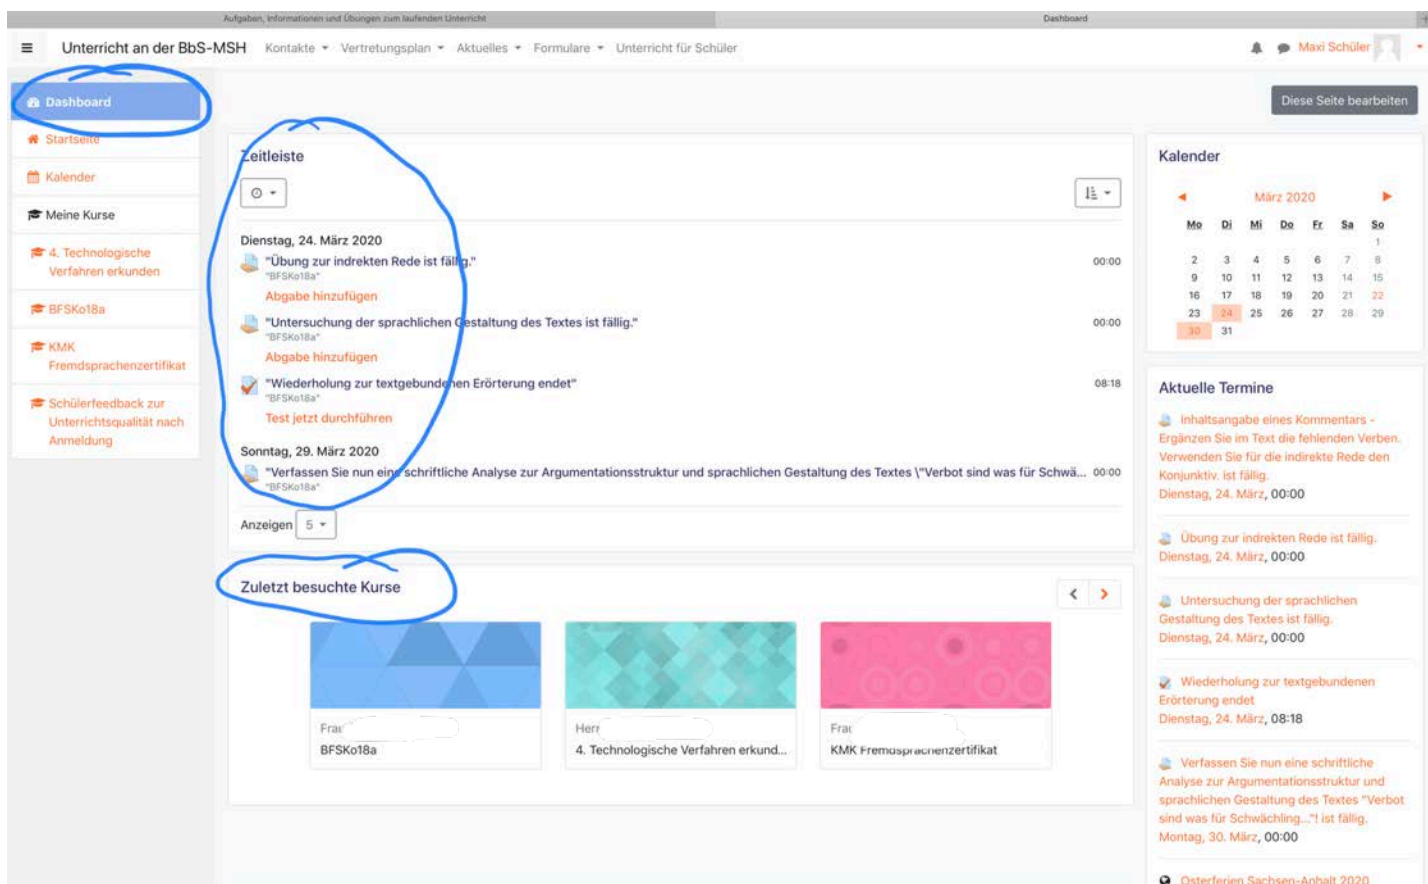 Aufgaben, Informationen und Übungen zum laufenden Unterricht
Dashboard
Unterricht an der BbS-MSH
Kontakte
Vertretungsplan
Aktuelles
Formulare
Unterricht für Schüler
Maxi Schüler
Dashboard
Startseite
Kalender
Meine Kurse
4. Technologische
Verfahren erkunden
BFSKo18a
KMK
Fremdsprachenzertifikat
Schülerfeedback zur
Unterrichtsqualität nach
Anmeldung
Diese Seite bearbeiten
Zeitleiste
Dienstag, 24. März 2020
"Übung zur indrekten Rede ist fällig." 00:00
"BFSKo18a"
Abgabe hinzufügen
"Untersuchung der sprachlichen Gestaltung des Textes ist fällig." 00:00
"BFSKo18a"
Abgabe hinzufügen
"Wiederholung zur textgebundenen Erörterung endet" 08:18
"BFSKo18a"
Test jetzt durchführen
Sonntag, 29. März 2020
"Verfassen Sie nun eine schriftliche Analyse zur Argumentationsstruktur und sprachlichen Gestaltung des Textes \"Verbot sind was für Schwä... 00:00
"BFSKo18a"
Anzeigen 5
Zuletzt besuchte Kurse
Frau
BFSKo18a
Herr
4. Technologische Verfahren erkund...
Frau
KMK Fremdsprachenzertifikat
Kalender
März 2020
Mo Di Mi Do Fr Sa So
1
2 3 4 5 6 7 8
9 10 11 12 13 14 15
16 17 18 19 20 21 22
23 24 25 26 27 28 29
30 31
Aktuelle Termine
Inhaltsangabe eines Kommentars -
Ergänzen Sie im Text die fehlenden Verben.
Verwenden Sie für die indirekte Rede den
Konjunktiv. ist fällig.
Dienstag, 24. März, 00:00
Übung zur indrekten Rede ist fällig.
Dienstag, 24. März, 00:00
Untersuchung der sprachlichen
Gestaltung des Textes ist fällig.
Dienstag, 24. März, 00:00
Wiederholung zur textgebundenen
Erörterung endet
Dienstag, 24. März, 08:18
Verfassen Sie nun eine schriftliche
Analyse zur Argumentationsstruktur und
sprachlichen Gestaltung des Textes "Verbot
sind was für Schwächling..."! ist fällig.
Montag, 30. März, 00:00
Osterferien Sachsen-Anhalt 2020